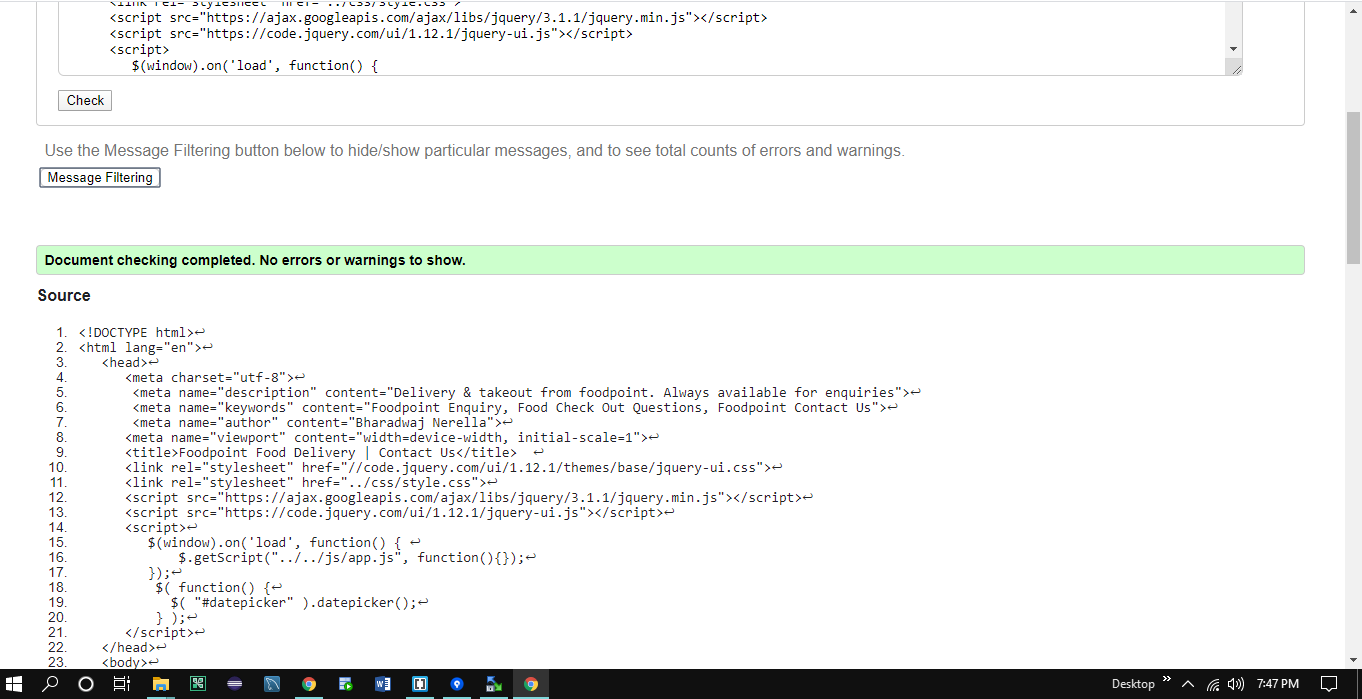 <link rel="stylesheet" href="../css/style.css">
<script src="https://ajax.googleapis.com/ajax/libs/jquery/3.1.1/jquery.min.js"></script>
<script src="https://code.jquery.com/ui/1.12.1/jquery-ui.js"></script>
<script>
$(window).on('load', function() {
Check
Use the Message Filtering button below to hide/show particular messages, and to see total counts of errors and warnings.
Message Filtering
Document checking completed. No errors or warnings to show.
Source
1. <!DOCTYPE html>↩
2. <html lang="en">↩
3. <head>↩
4. <meta charset="utf-8">↩
5. <meta name="description" content="Delivery & takeout from foodpoint. Always available for enquiries">↩
6. <meta name="keywords" content="Foodpoint Enquiry, Food Check Out Questions, Foodpoint Contact Us">↩
7. <meta name="author" content="Bharadwaj Nerella">↩
8. <meta name="viewport" content="width=device-width, initial-scale=1">↩
9. <title>Foodpoint Food Delivery | Contact Us</title> ↩
10. <link rel="stylesheet" href="//code.jquery.com/ui/1.12.1/themes/base/jquery-ui.css">↩
11. <link rel="stylesheet" href="../css/style.css">↩
12. <script src="https://ajax.googleapis.com/ajax/libs/jquery/3.1.1/jquery.min.js"></script>↩
13. <script src="https://code.jquery.com/ui/1.12.1/jquery-ui.js"></script>↩
14. <script>↩
15. $(window).on('load', function() { ↩
16. $.getScript("../../js/app.js", function(){});↩
17. });↩
18. $( function() {↩
19. $( "#datepicker" ).datepicker();↩
20. } );↩
21. </script>↩
22. </head>↩
23. <body>↩
Desktop » 7:47 PM